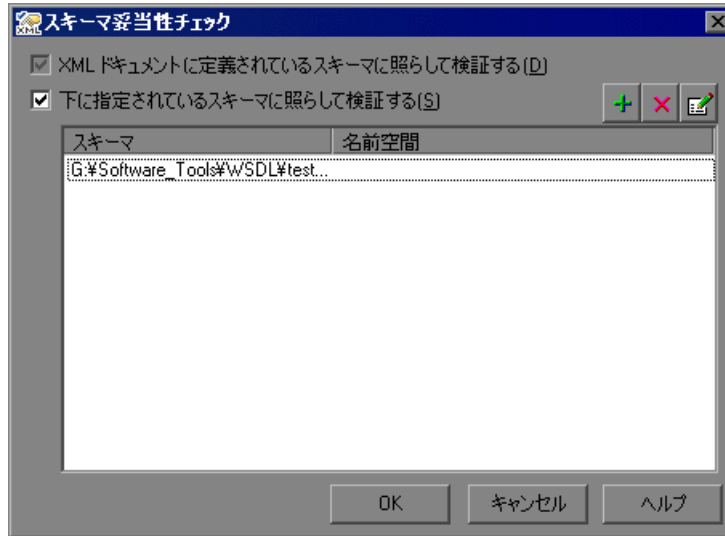 スキーマ妥当性チェック
XML ドキュメントに定義されているスキーマに照らして検証する(D)
下に指定されているスキーマに照らして検証する(S)
スキーマ 名前空間
G:¥Software_Tools¥WSDL¥test...
OK キャンセル ヘルプ